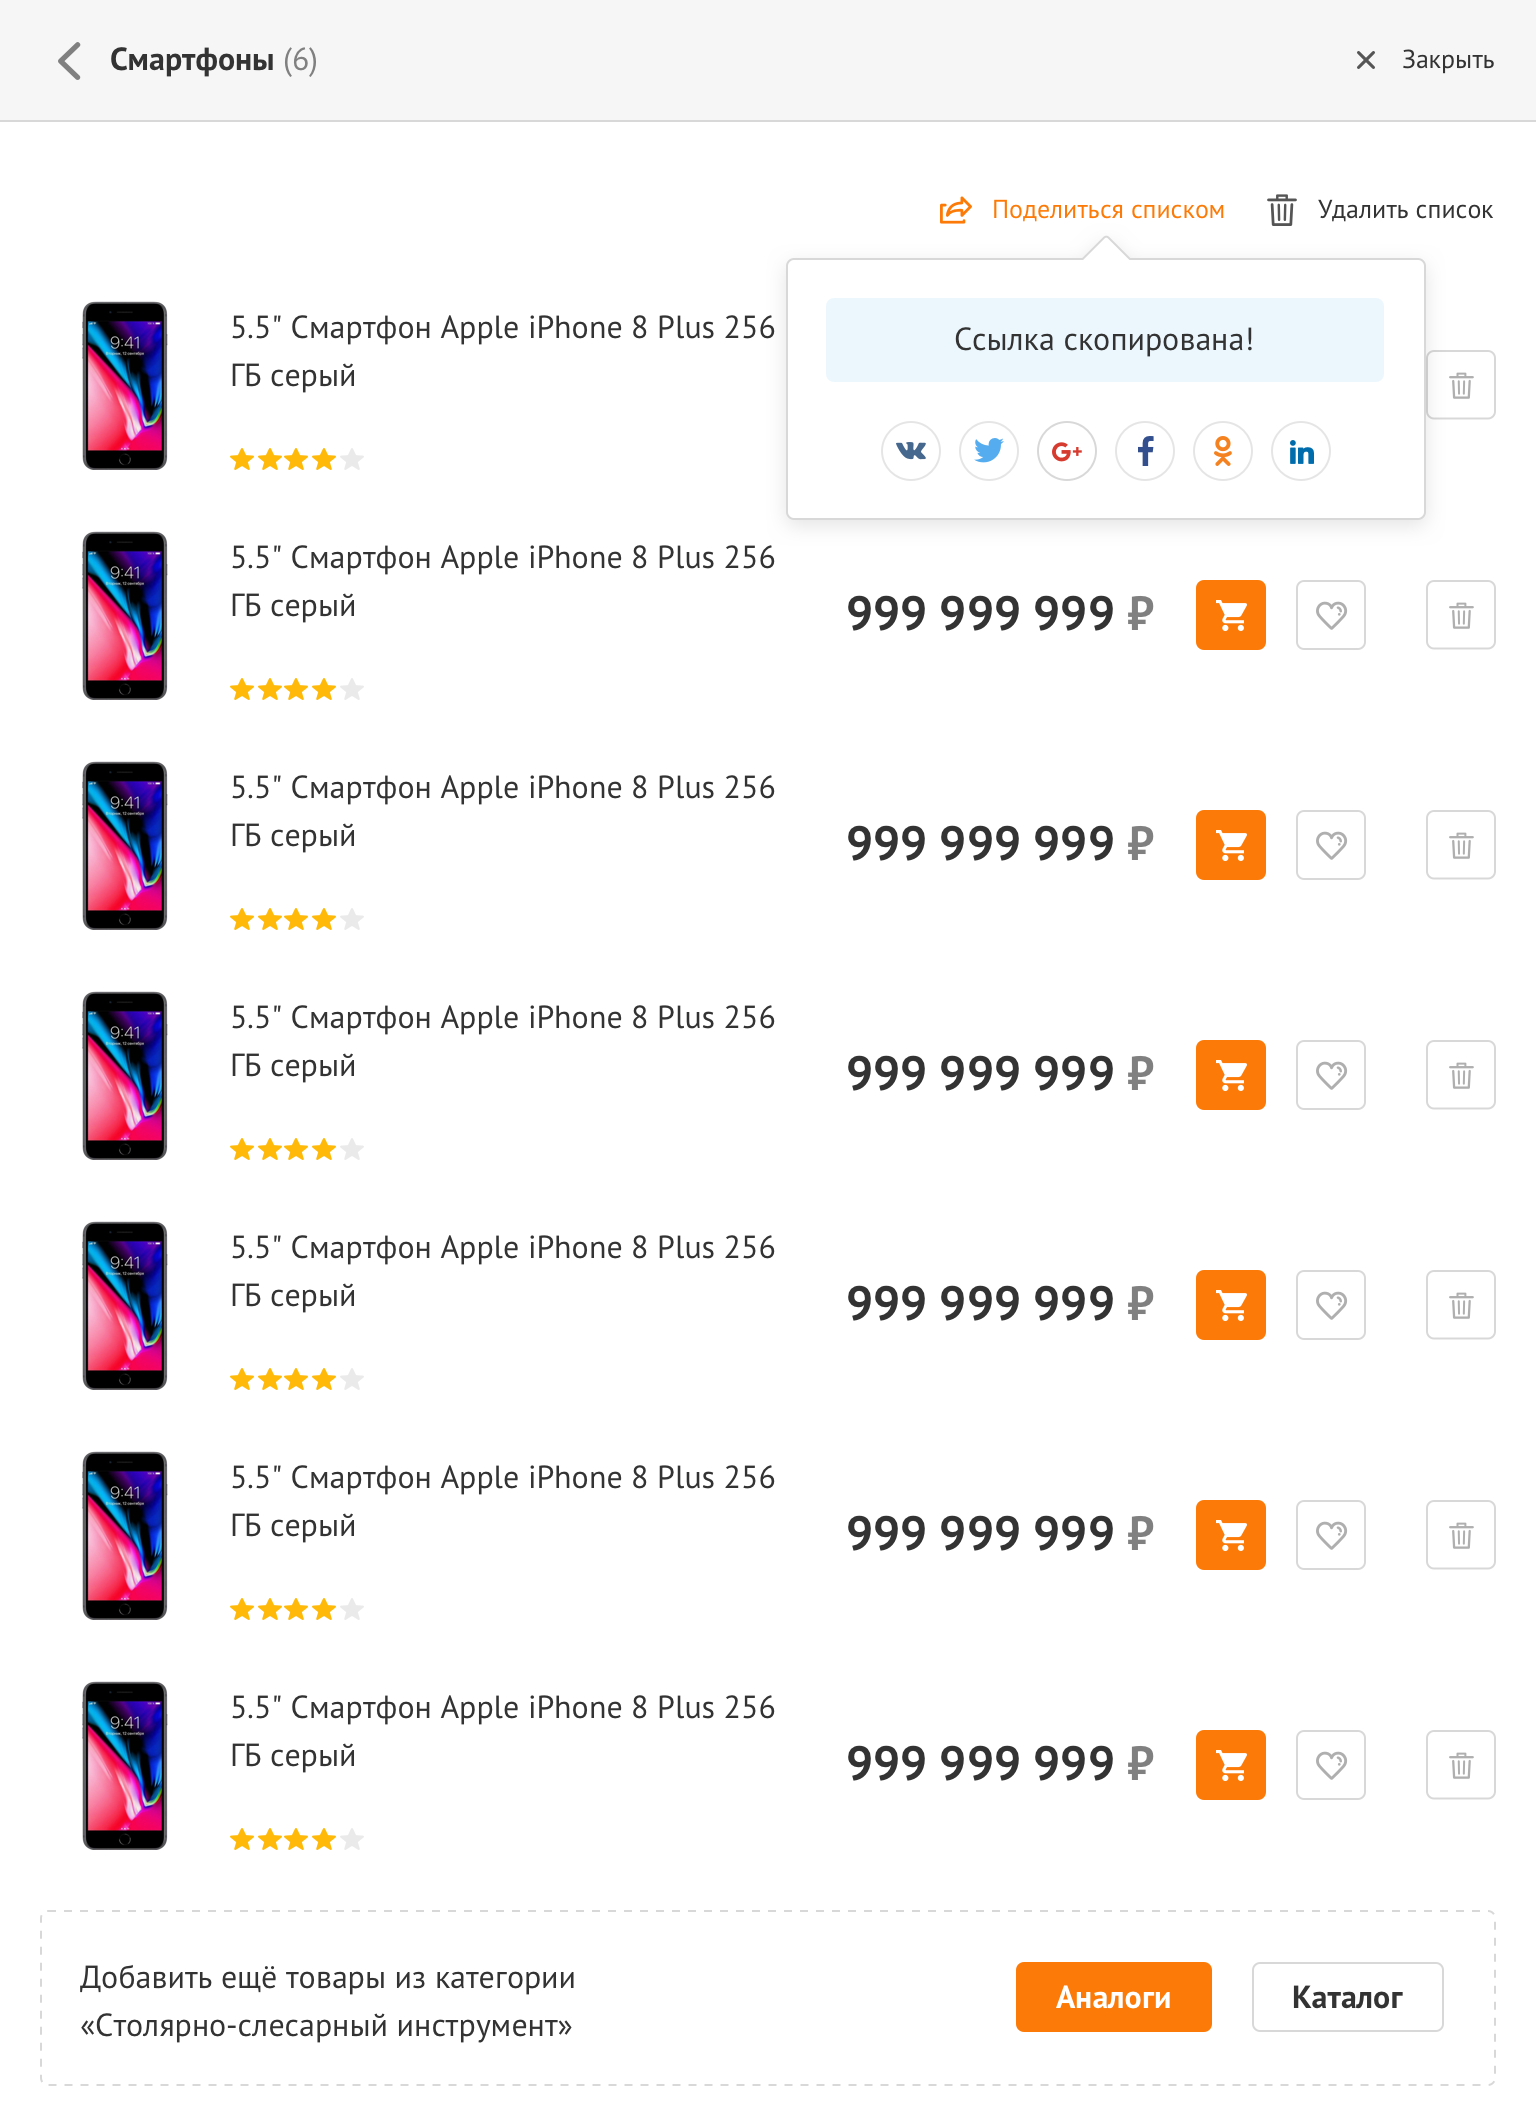 Смартфоны (6)
Закрыть
Поделиться списком
Удалить список
Ссылка скопирована!
5.5" Смартфон Apple iPhone 8 Plus 256
ГБ серый
9:41
5.5" Смартфон Apple iPhone 8 Plus 256
ГБ серый
999 999 999 ₽
9:41
5.5" Смартфон Apple iPhone 8 Plus 256
ГБ серый
999 999 999 ₽
9:41
5.5" Смартфон Apple iPhone 8 Plus 256
ГБ серый
999 999 999 ₽
9:41
5.5" Смартфон Apple iPhone 8 Plus 256
ГБ серый
999 999 999 ₽
9:41
5.5" Смартфон Apple iPhone 8 Plus 256
ГБ серый
999 999 999 ₽
9:41
5.5" Смартфон Apple iPhone 8 Plus 256
ГБ серый
999 999 999 ₽
9:41
Добавить ещё товары из категории
«Столярно-слесарный инструмент»
Аналоги
Каталог